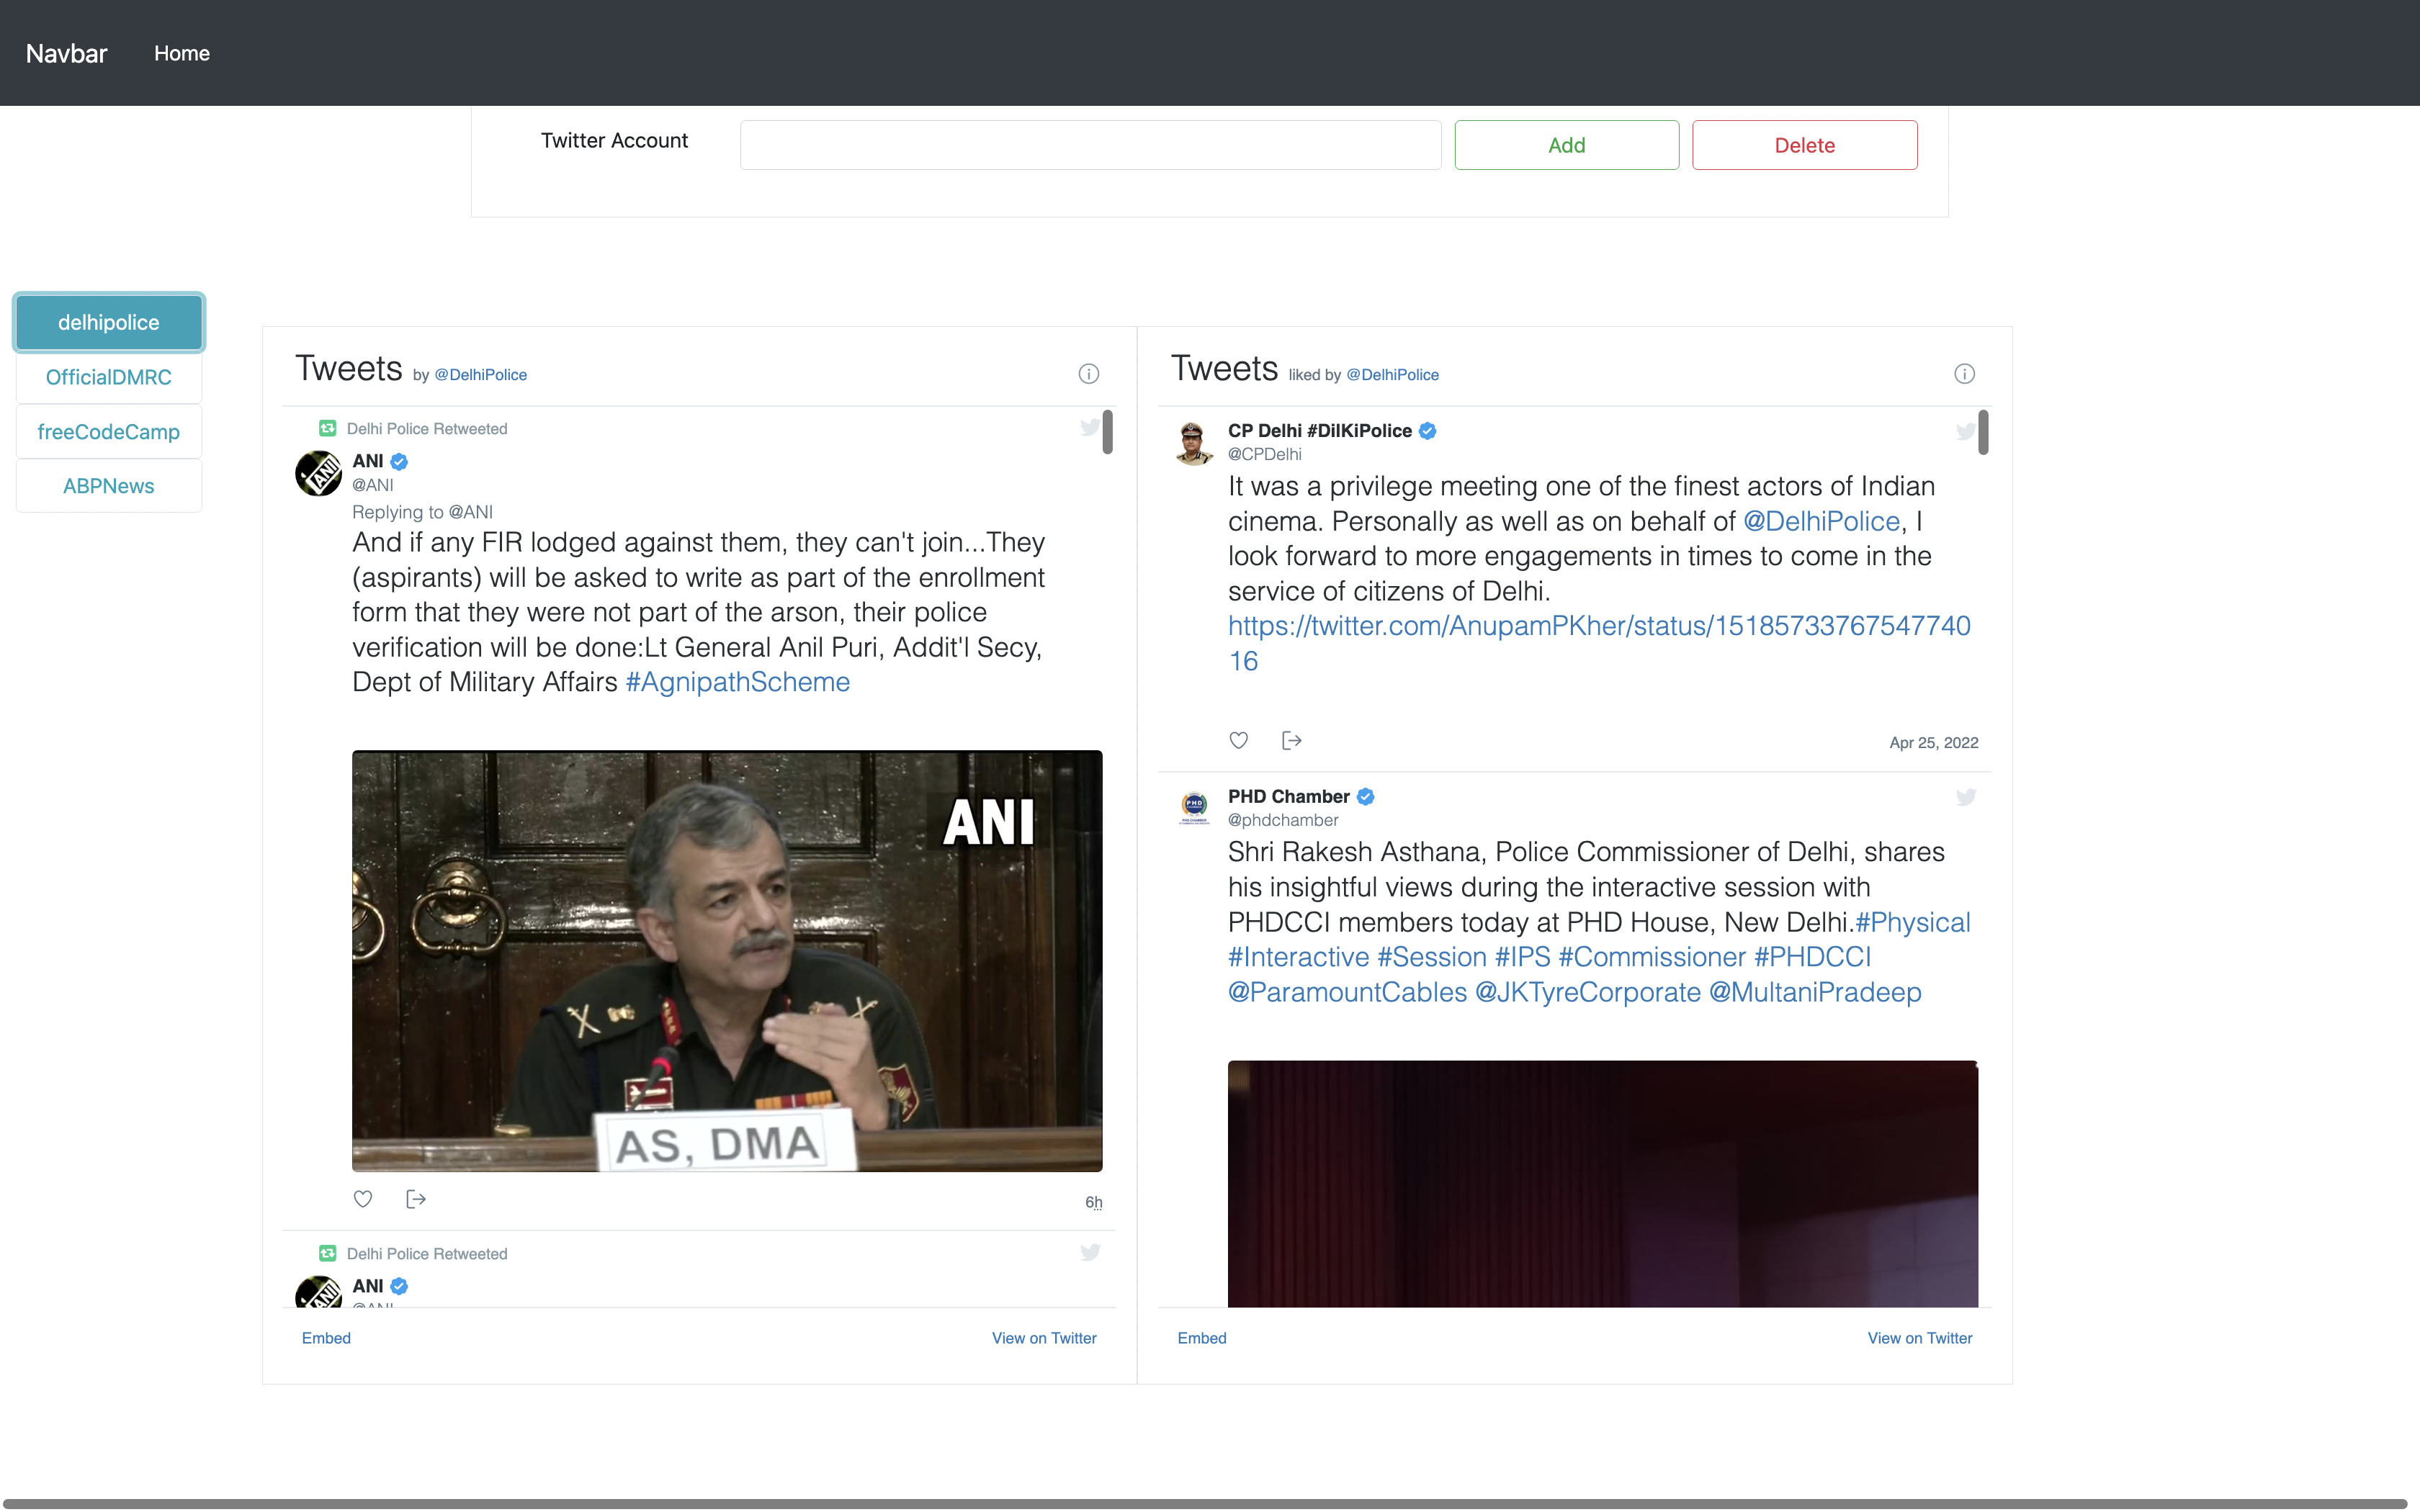 Navbar Home
Twitter Account
Add Delete
delhipolice
OfficialDMRC
freeCodeCamp
ABPNews
Tweets by @DelhiPolice
Delhi Police Retweeted
ANI
@ANI
Replying to @ANI
And if any FIR lodged against them, they can't join...They
(aspirants) will be asked to write as part of the enrollment
form that they were not part of the arson, their police
verification will be done:Lt General Anil Puri, Addit'l Secy,
Dept of Military Affairs #AgnipathScheme
ANI
AS, DMA
6h
Delhi Police Retweeted
ANI
@ANI
Embed View on Twitter
Tweets liked by @DelhiPolice
CP Delhi #DilKiPolice
@CPDelhi
It was a privilege meeting one of the finest actors of Indian
cinema. Personally as well as on behalf of @DelhiPolice, I
look forward to more engagements in times to come in the
service of citizens of Delhi.
https://twitter.com/AnupamPKher/status/15185733767547740
16
Apr 25, 2022
PHD Chamber
@phdchamber
Shri Rakesh Asthana, Police Commissioner of Delhi, shares
his insightful views during the interactive session with
PHDCCI members today at PHD House, New Delhi.#Physical
#Interactive #Session #IPS #Commissioner #PHDCCI
@ParamountCables @JKTyreCorporate @MultaniPradeep
Embed View on Twitter